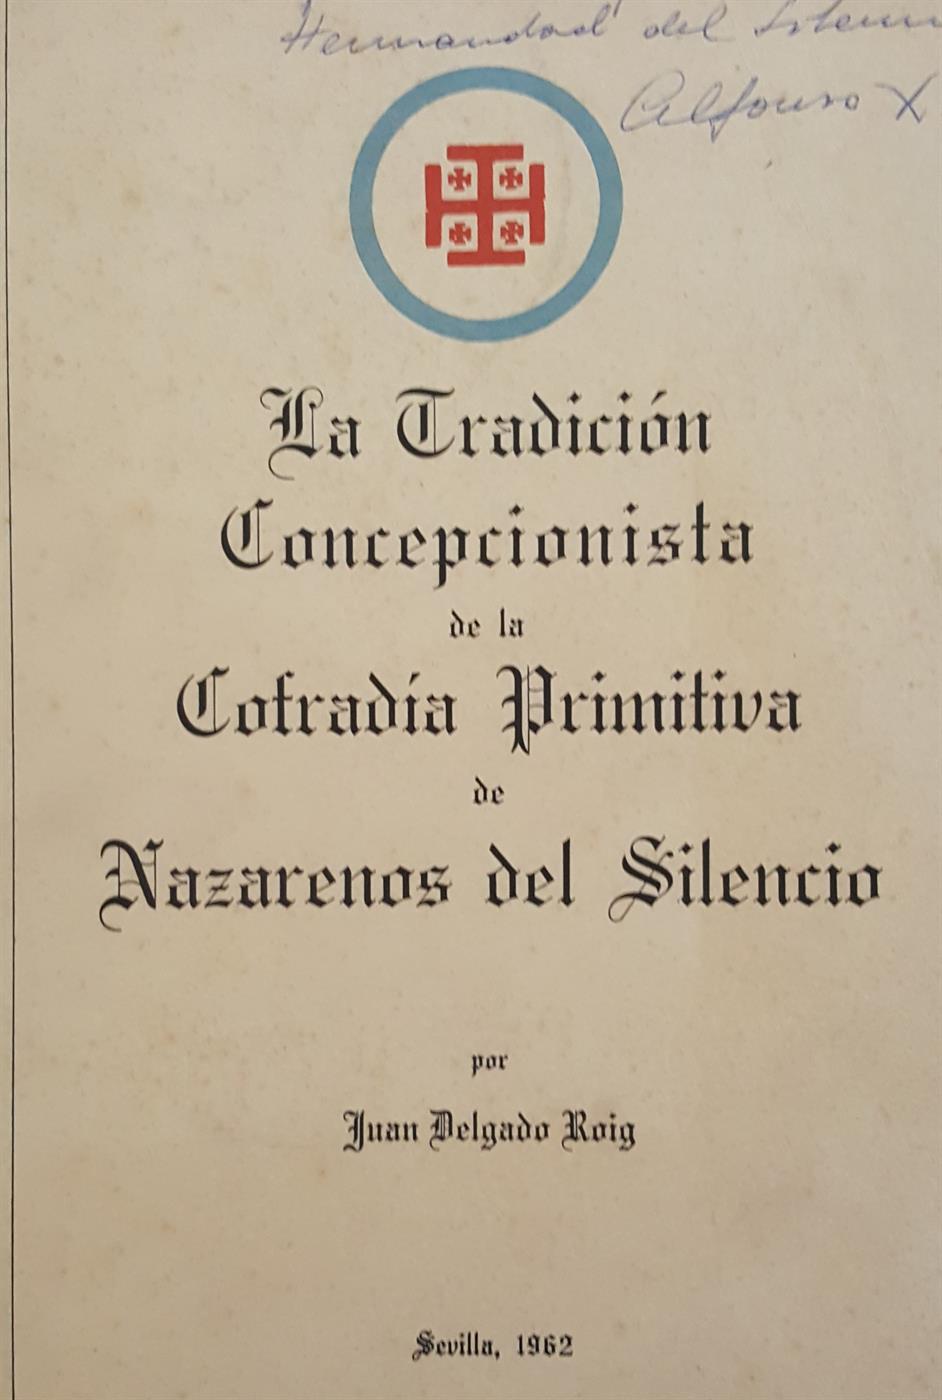 Hermandad del
Alfonso X
La Tradición
Concepcionista
de la
Cofradía Primitiva
de
Nazarenos del Silencio
por
Juan Delgado Roig
Sevilla, 1962